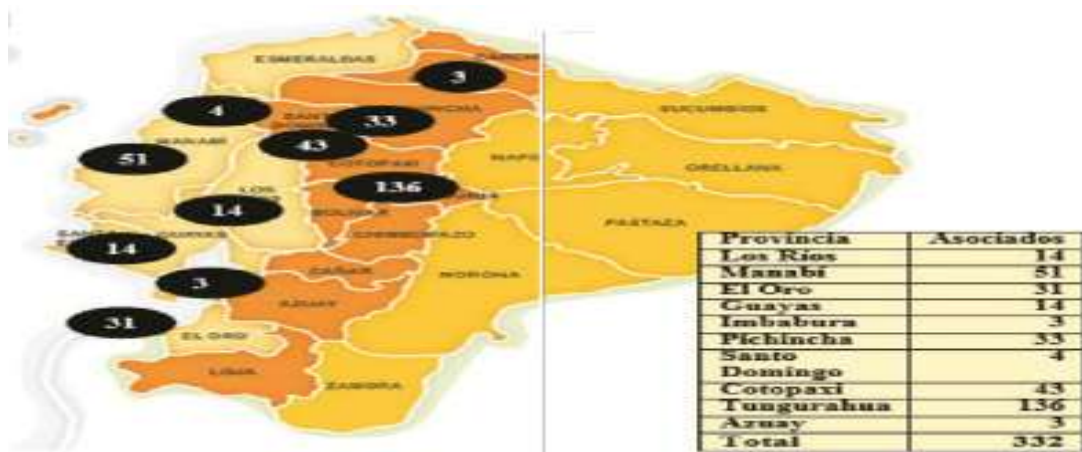 ESMERALDAS
3
SUCUMBIOS
4
33
43
MANABI
COTOPAXI
NAPO
51
ORELLANA
136
LOS
14
BOLIVAR
PASTAZA
GUAYAS
CHIMBORAZO
14
CAÑAR
MORONA
3
AZUAY
31
EL ORO
LOJA
ZAMORA
Provincia Asociados
Los Ríos 14
Manabí 51
El Oro 31
Guayas 14
Imbabura 3
Pichincha 33
Santo 4
Domingo
Cotopaxi 43
Tungurahua 136
Azuay 3
Total 332